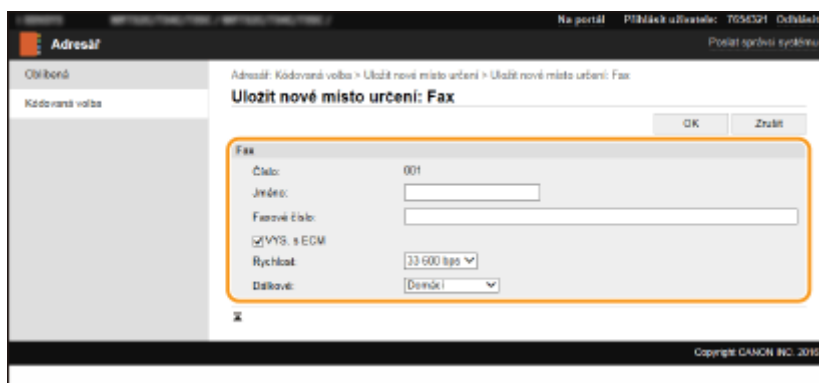 Na portál Přihlásit uživatele: 7654321 Odhlásit
Adresář
Poslat správci systému
Oblíbená
Kódovaná volba
Adresář: Kódovaná volba > Uložit nové místo určení > Uložit nové místo určení: Fax
Uložit nové místo určení: Fax
OK Zrušit
Fax
Číslo: 001
Jméno:
Faxové číslo:
VYS. s ECM
Rychlost: 33 600 bps
Dálkové: Domácí
Copyright CANON INC. 2015